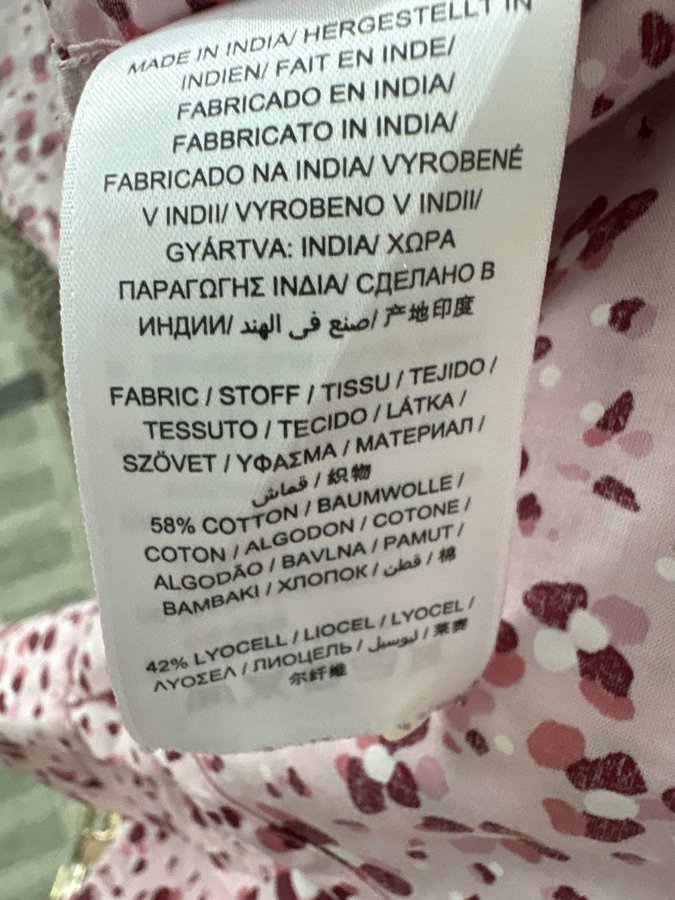 MADE IN INDIA/ HERGESTELLT IN
INDIEN/ FAIT EN INDE/
FABRICADO EN INDIA/
FABBRICATO IN INDIA/
FABRICADO NA INDIA/ VYROBENÉ
V INDII/ VYROBENO V INDII/
GYÁRTVA: INDIA/ ΧΩΡΑ
ΠΑΡΑΓΩΓΗΣ ΙΝΔΙΑ/ СДЕЛАНО В
ИНДИИ/ صنع في الهند/ 产地印度
FABRIC / STOFF / TISSU / TEJIDO /
TESSUTO / TECIDO / LÁTKA /
SZÖVET / ΥΦΑΣΜΑ / МАТЕРИАЛ /
قماش / 织物
58% COTTON / BAUMWOLLE /
COTON / ALGODON / COTONE /
ALGODÃO / BAVLNA / PAMUT /
ΒΑΜΒΑΚΙ / ХЛОПОК / قطن / 棉
42% LYOCELL / LIOCEL / LYOCEL /
ΛΥΟΣΕΛ / ЛИОЦЕЛЬ / ليوسيل / 莱赛
尔纤维